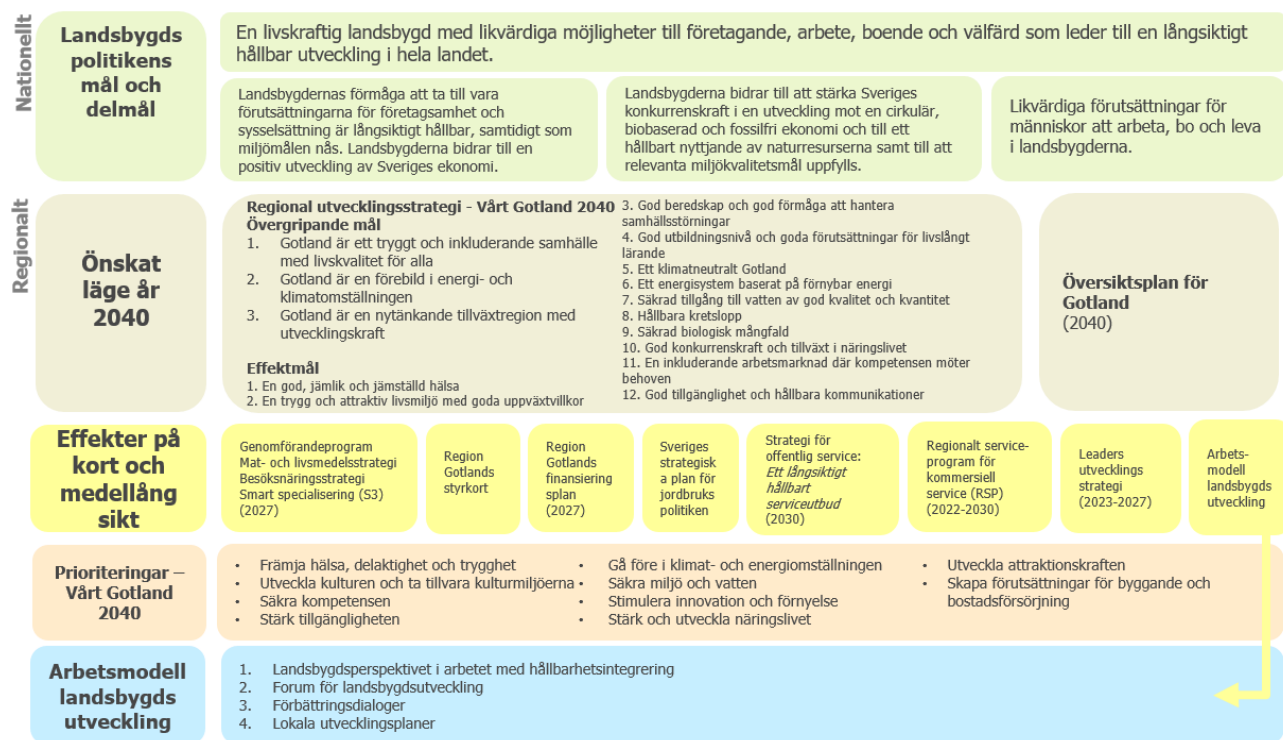 Nationellt
Landsbygds
politikens
mål och
delmål
En livskraftig landsbygd med likvärdiga möjligheter till företagande, arbete, boende och välfärd som leder till en långsiktigt
hållbar utveckling i hela landet.
Landsbygdernas förmåga att ta till vara
förutsättningarna för företagsamhet och
sysselsättning är långsiktigt hållbar, samtidigt som
miljömålen nås. Landsbygderna bidrar till en
positiv utveckling av Sveriges ekonomi.
Landsbygderna bidrar till att stärka Sveriges
konkurrenskraft i en utveckling mot en cirkulär,
biobaserad och fossilfri ekonomi och till ett
hållbart nyttjande av naturresurserna samt till att
relevanta miljökvalitetsmål uppfylls.
Likvärdiga förutsättningar för
människor att arbeta, bo och leva
i landsbygderna.
Regionalt
Önskat
läge år
2040
Regional utvecklingsstrategi - Vårt Gotland 2040
Övergripande mål
1. Gotland är ett tryggt och inkluderande samhälle
med livskvalitet för alla
2. Gotland är en förebild i energi- och
klimatomställningen
3. Gotland är en nytänkande tillväxtregion med
utvecklingskraft
Effektmål
1. En god, jämlik och jämställd hälsa
2. En trygg och attraktiv livsmiljö med goda uppväxtvillkor
3. God beredskap och god förmåga att hantera
samhällsstörningar
4. God utbildningsnivå och goda förutsättningar för livslångt
lärande
5. Ett klimatneutralt Gotland
6. Ett energisystem baserat på förnybar energi
7. Säkrad tillgång till vatten av god kvalitet och kvantitet
8. Hållbara kretslopp
9. Säkrad biologisk mångfald
10. God konkurrenskraft och tillväxt i näringslivet
11. En inkluderande arbetsmarknad där kompetensen möter
behoven
12. God tillgänglighet och hållbara kommunikationer
Översiktsplan för
Gotland
(2040)
Effekter på
kort och
medellång
sikt
Genomförandeprogram
Mat- och livsmedelsstrategi
Besöksnäringsstrategi
Smart specialisering (S3)
(2027)
Region
Gotlands
styrkort
Region
Gotlands
finansiering
splan
(2027)
Sveriges
strategisk
a plan för
jordbruks
politiken
Strategi för
offentlig service:
Ett långsiktigt
hållbart
serviceutbud
(2030)
Regionalt service-
program för
kommersiell
service (RSP)
(2022-2030)
Leaders
utvecklings
strategi
(2023-2027)
Arbets-
modell
landsbygds
utveckling
Prioriteringar –
Vårt Gotland
2040
• Främja hälsa, delaktighet och trygghet
• Utveckla kulturen och ta tillvara kulturmiljöerna
• Säkra kompetensen
• Stärk tillgängligheten
• Gå före i klimat- och energiomställningen
• Säkra miljö och vatten
• Stimulera innovation och förnyelse
• Stärk och utveckla näringslivet
• Utveckla attraktionskraften
• Skapa förutsättningar för byggande och
bostadsförsörjning
Arbetsmodell
landsbygds
utveckling
1. Landsbygdsperspektivet i arbetet med hållbarhetsintegrering
2. Forum för landsbygdsutveckling
3. Förbättringsdialoger
4. Lokala utvecklingsplaner